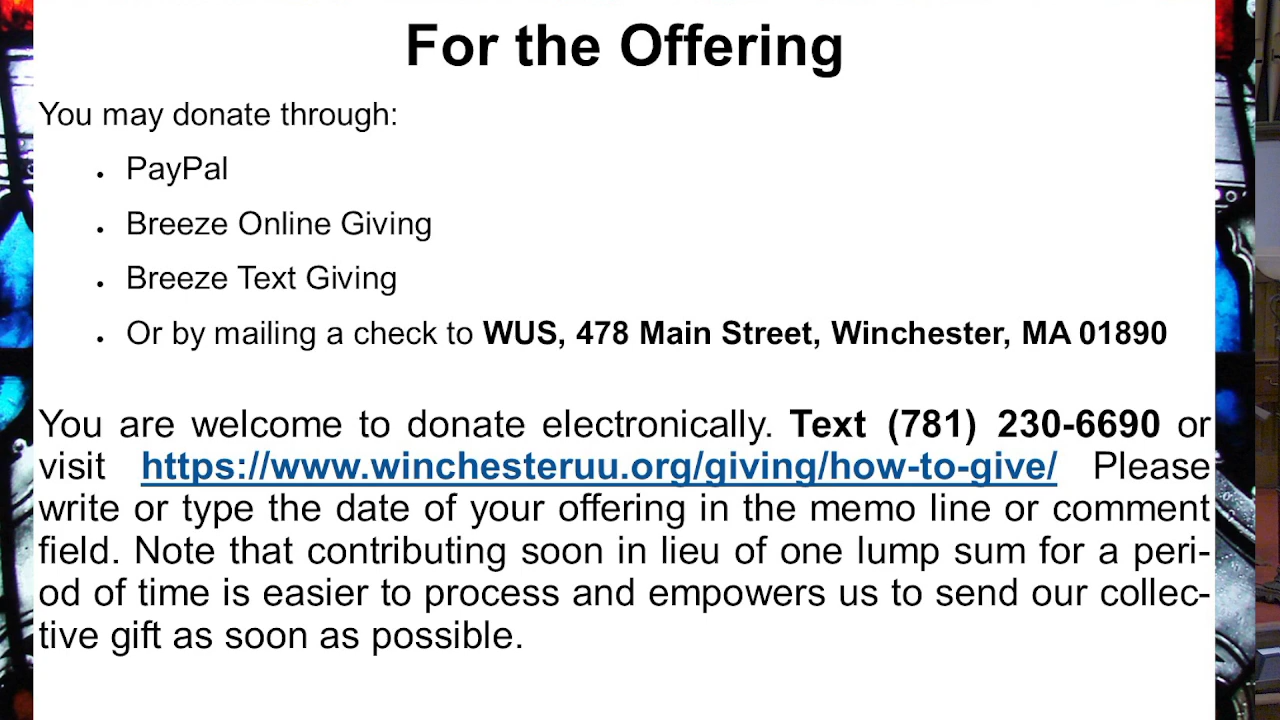 For the Offering
You may donate through:
• PayPal
• Breeze Online Giving
• Breeze Text Giving
• Or by mailing a check to WUS, 478 Main Street, Winchester, MA 01890
You are welcome to donate electronically. Text (781) 230-6690 or
visit https://www.winchesteruu.org/giving/how-to-give/ Please
write or type the date of your offering in the memo line or comment
field. Note that contributing soon in lieu of one lump sum for a peri-
od of time is easier to process and empowers us to send our collec-
tive gift as soon as possible.